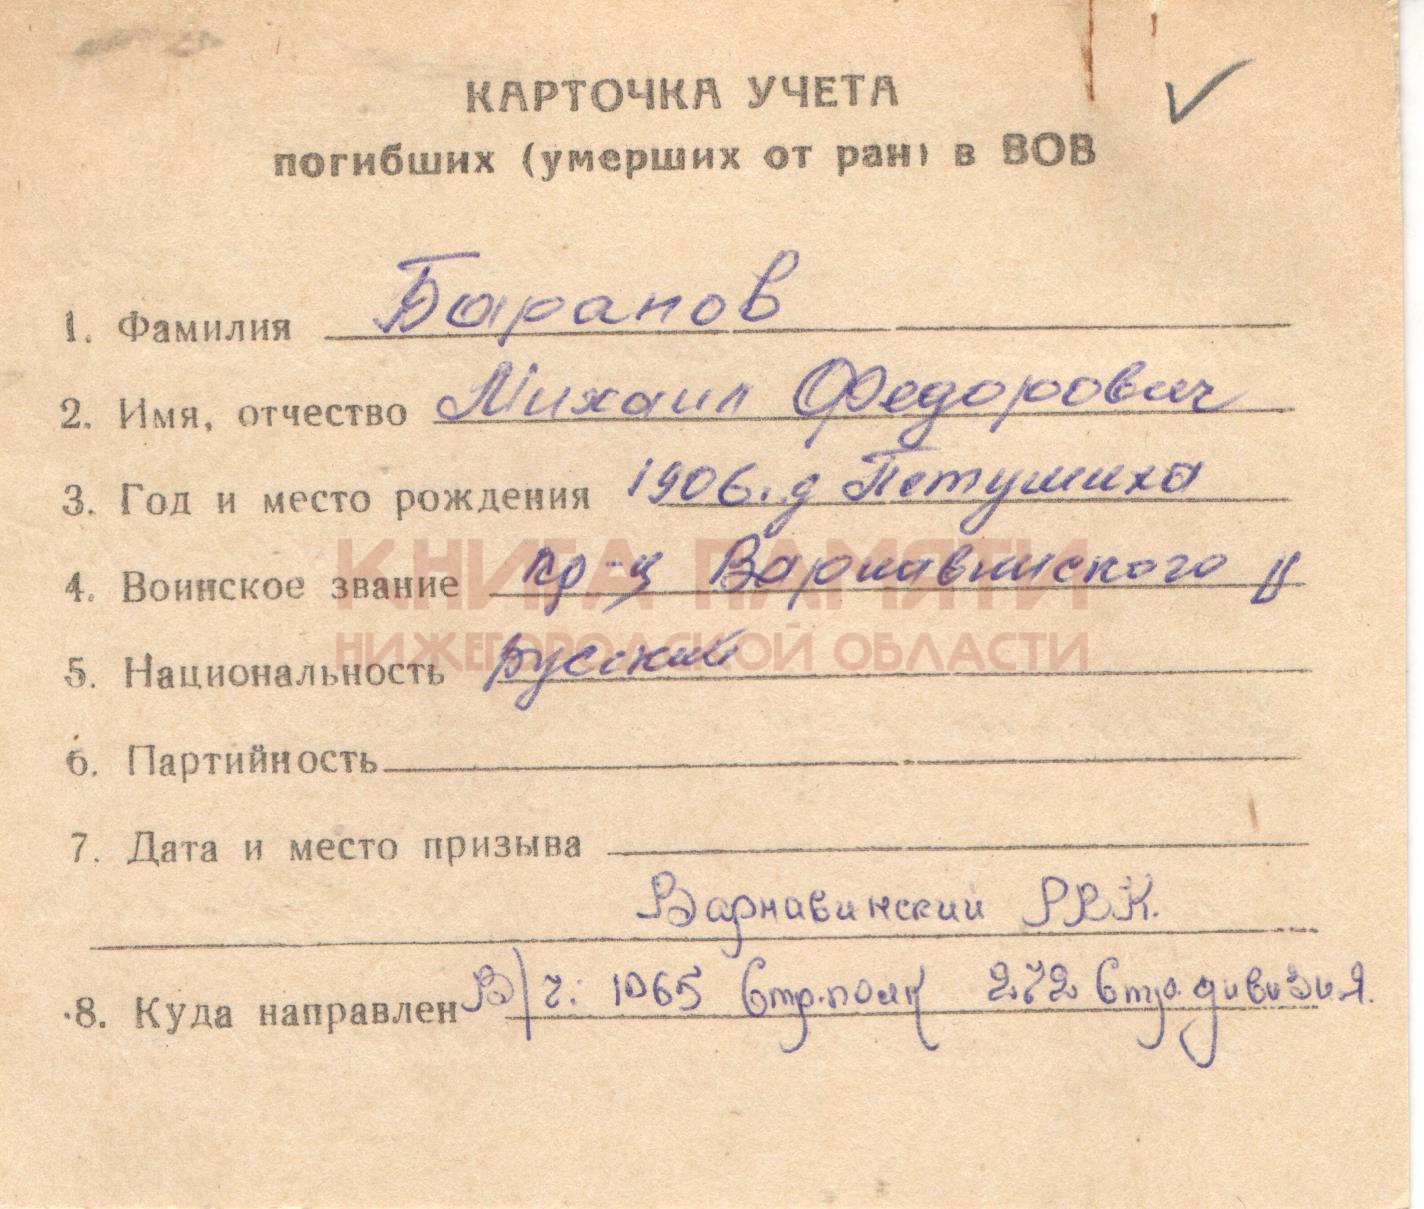 КАРТОЧКА УЧЕТА
погибших (умерших от ран) в ВОВ
1. Фамилия Баранов
2. Имя, отчество Михаил Федорович
3. Год и место рождения 1906. д Петушиха
4. Воинское звание кр-ц Варнавинского р
КНИГА ПАМЯТИ
НИЖЕГОРОДСКОЙ ОБЛАСТИ
5. Национальность русский
6. Партийность
7. Дата и место призыва
Варнавинский РВК.
8. Куда направлен В/ч: 1065 Стр.полк 272 Стр.дивизия.